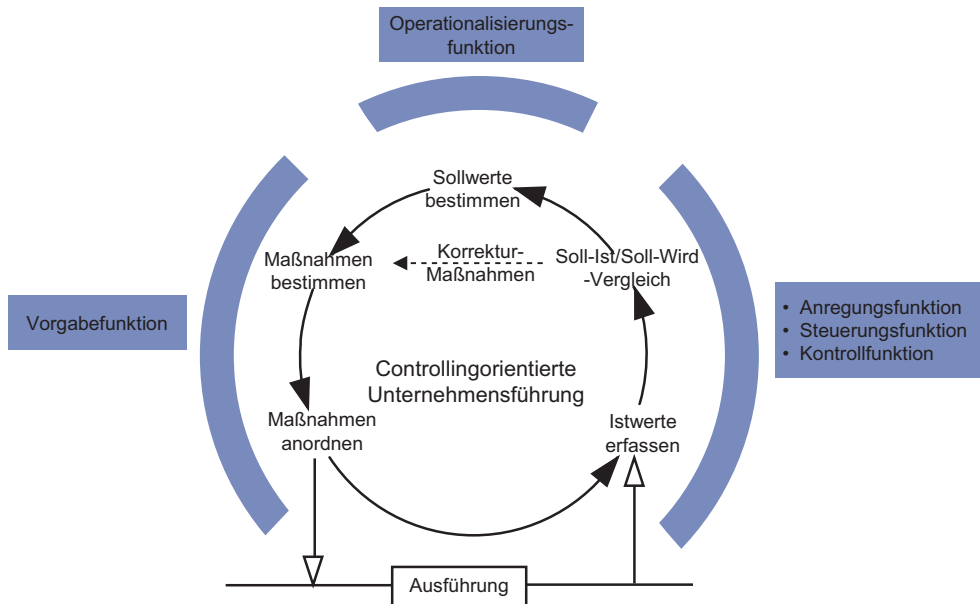 Operationalisierungs-
funktion
Sollwerte
bestimmen
Maßnahmen
bestimmen
Korrektur-
Maßnahmen
Soll-Ist/Soll-Wird
-Vergleich
Vorgabefunktion
• Anregungsfunktion
• Steuerungsfunktion
• Kontrollfunktion
Controllingorientierte
Unternehmensführung
Maßnahmen
anordnen
Istwerte
erfassen
Ausführung